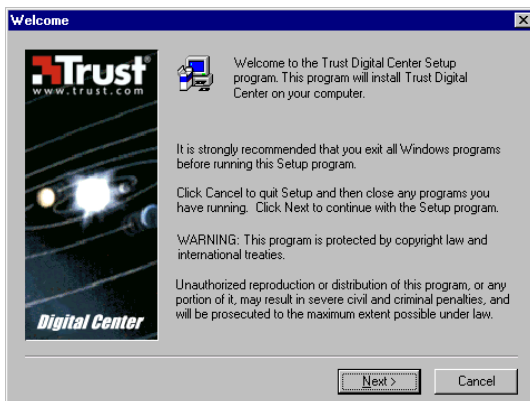 Welcome
Trust
www.trust.com
Digital Center
Welcome to the Trust Digital Center Setup
program. This program will install Trust Digital
Center on your computer.
It is strongly recommended that you exit all Windows programs
before running this Setup program.
Click Cancel to quit Setup and then close any programs you
have running. Click Next to continue with the Setup program.
WARNING: This program is protected by copyright law and
international treaties.
Unauthorized reproduction or distribution of this program, or any
portion of it, may result in severe civil and criminal penalties, and
will be prosecuted to the maximum extent possible under law.
Next >
Cancel